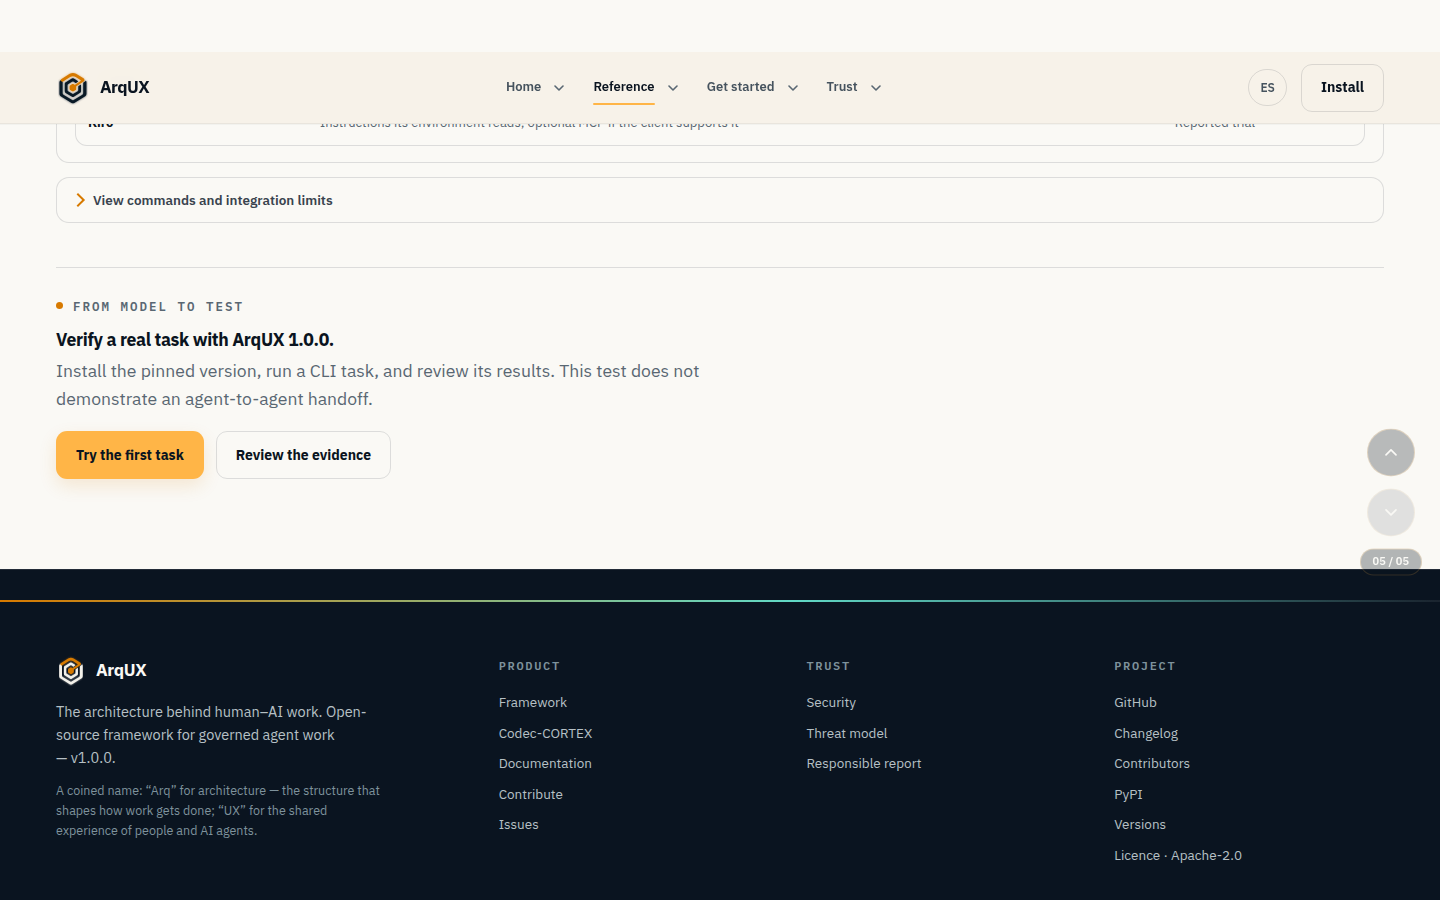 ArqUX
Home
Reference
Get started
Trust
ES
Install
View commands and integration limits
FROM MODEL TO TEST
Verify a real task with ArqUX 1.0.0.
Install the pinned version, run a CLI task, and review its results. This test does not
demonstrate an agent-to-agent handoff.
Try the first task
Review the evidence
05 / 05
ArqUX
The architecture behind human–AI work. Open-
source framework for governed agent work
— v1.0.0.
A coined name: “Arq” for architecture — the structure that
shapes how work gets done; “UX” for the shared
experience of people and AI agents.
PRODUCT
Framework
Codec-CORTEX
Documentation
Contribute
Issues
TRUST
Security
Threat model
Responsible report
PROJECT
GitHub
Changelog
Contributors
PyPI
Versions
Licence · Apache-2.0